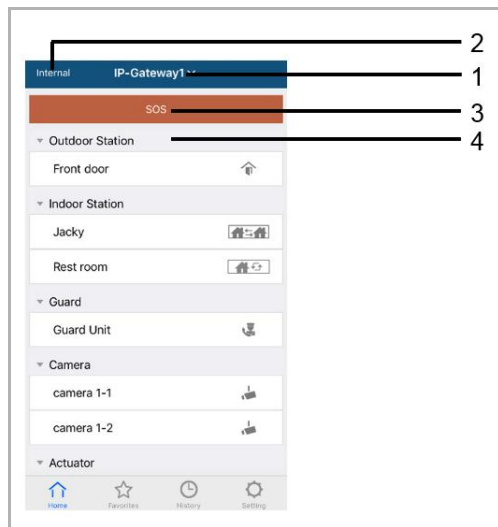 2
Internal IP-Gateway1
1
SOS
3
Outdoor Station
4
Front door
Indoor Station
Jacky
Rest room
Guard
Guard Unit
Camera
camera 1-1
camera 1-2
Actuator
Home Favorites History Setting